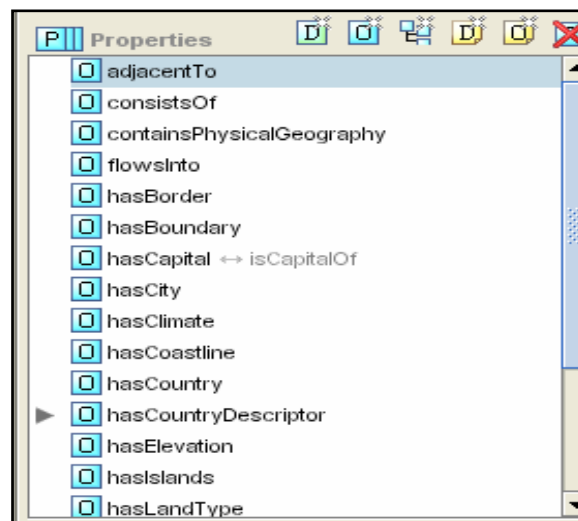 P Properties D O D O
O adjacentTo
O consistsOf
O containsPhysicalGeography
O flowsInto
O hasBorder
O hasBoundary
O hasCapital ↔ isCapitalOf
O hasCity
O hasClimate
O hasCoastline
O hasCountry
O hasCountryDescriptor
O hasElevation
O hasIslands
O hasLandType